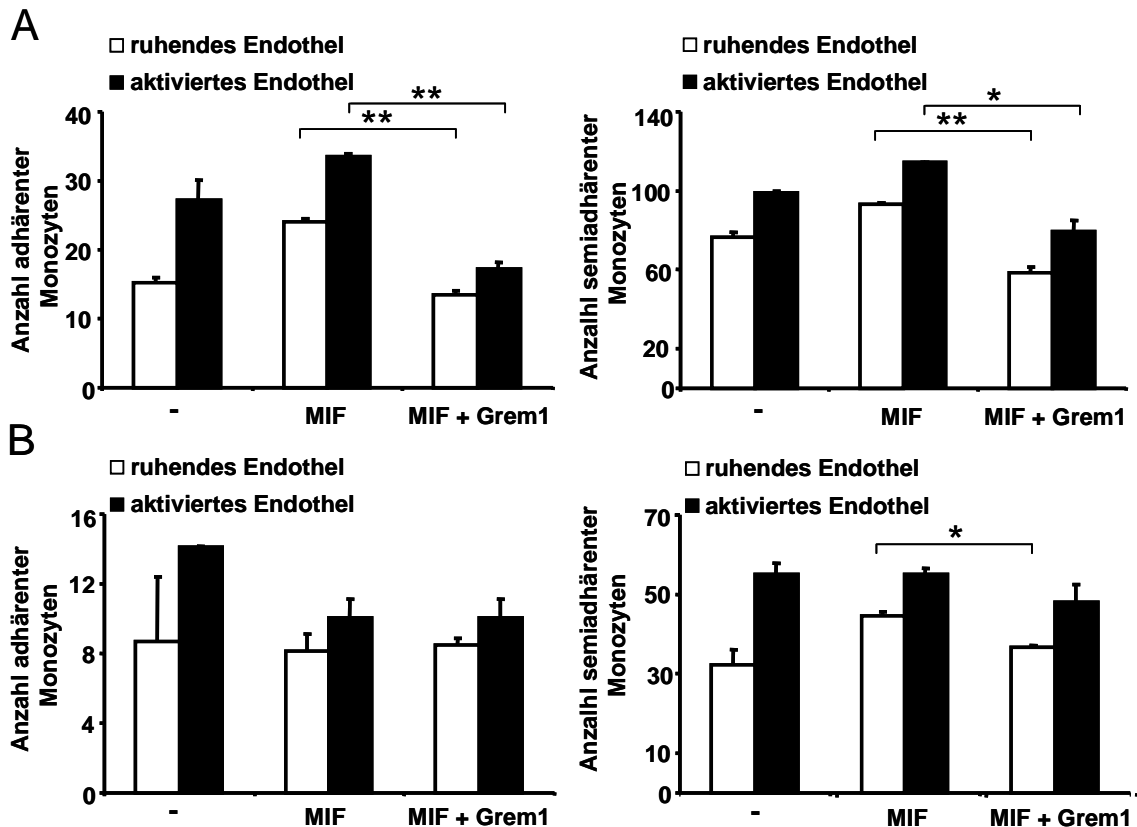 A
ruhendes Endothel
aktiviertes Endothel
Anzahl adhärenter
Monozyten
40
30
20
10
0
**
**
-
MIF
MIF + Grem1
ruhendes Endothel
aktiviertes Endothel
Anzalhl semiadhärenter
Monozyten
140
100
60
20
0
*
**
-
MIF
MIF + Grem1
B
ruhendes Endothel
aktiviertes Endothel
Anzahl adhärenter
Monozyten
16
12
8
4
0
-
MIF
MIF + Grem1
ruhendes Endothel
aktiviertes Endothel
Anzalhl semiadhärenter
Monozyten
70
50
30
10
0
*
-
MIF
MIF + Grem1